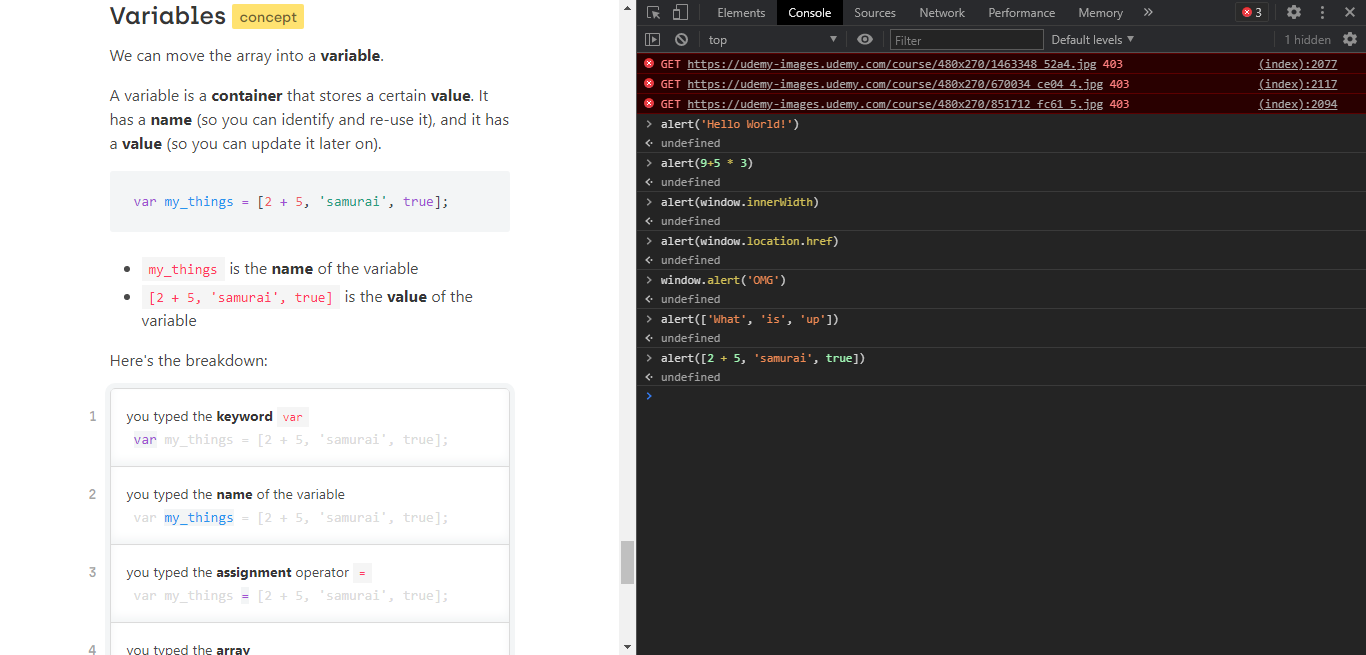 Variables concept
We can move the array into a variable.
A variable is a container that stores a certain value. It
has a name (so you can identify and re-use it), and it has
a value (so you can update it later on).
var my_things = [2 + 5, 'samurai', true];
my_things is the name of the variable
[2 + 5, 'samurai', true] is the value of the
variable
Here's the breakdown:
1 you typed the keyword var
var my_things = [2 + 5, 'samurai', true];
2 you typed the name of the variable
var my_things = [2 + 5, 'samurai', true];
3 you typed the assignment operator =
var my_things = [2 + 5, 'samurai', true];
4 you typed the array
Elements Console Sources Network Performance Memory » 3
top Filter Default levels 1 hidden
GET https://udemy-images.udemy.com/course/480x270/1463348_52a4.jpg 403 (index):2077
GET https://udemy-images.udemy.com/course/480x270/670034_ce04_4.jpg 403 (index):2117
GET https://udemy-images.udemy.com/course/480x270/851712_fc61_5.jpg 403 (index):2094
> alert('Hello World!')
undefined
> alert(9+5 * 3)
undefined
> alert(window.innerWidth)
undefined
> alert(window.location.href)
undefined
> window.alert('OMG')
undefined
> alert(['What', 'is', 'up'])
undefined
> alert([2 + 5, 'samurai', true])
undefined
>